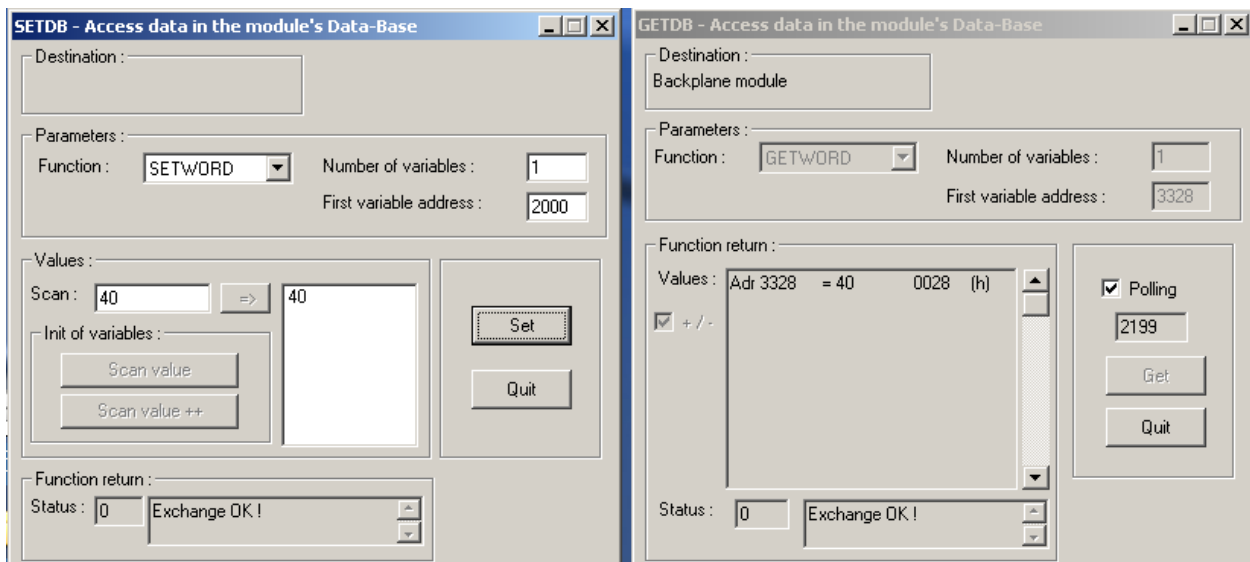 SETDB - Access data in the module's Data-Base
Destination :
Parameters :
Function : SETWORD Number of variables : 1
First variable address : 2000
Values :
Scan : 40 => 40
Init of variables :
Scan value
Scan value ++
Set
Quit
Function return :
Status : 0 Exchange OK !
GETDB - Access data in the module's Data-Base
Destination :
Backplane module
Parameters :
Function : GETWORD Number of variables : 1
First variable address : 3328
Function return :
Values : Adr 3328 = 40 0028 (h)
+ / -
Polling
2199
Get
Quit
Status : 0 Exchange OK !